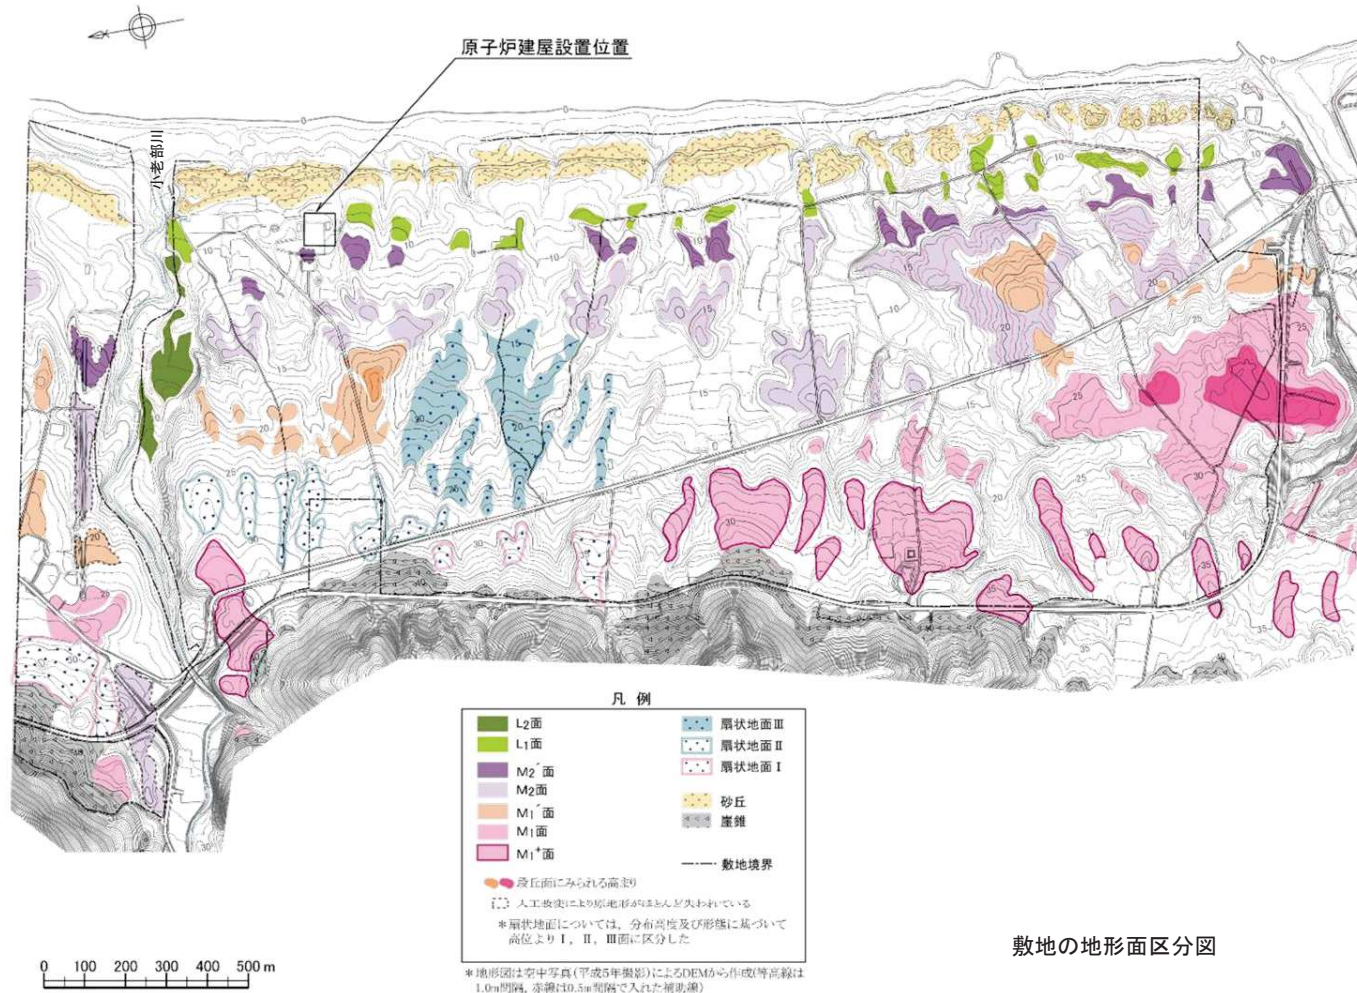 原子炉建屋設置位置
小老部川
凡 例
L2面
L1面
M2´面
M2面
M1´面
M1面
M1+面
扇状地面Ⅲ
扇状地面Ⅱ
扇状地面Ⅰ
砂丘
崖錐
敷地境界
段丘面にみられる高まり
人工改変により原地形がほとんど失われている
*扇状地面については，分布高度及び形態に基づいて
高位よりⅠ，Ⅱ，Ⅲ面に区分した
*地形図は空中写真(平成5年撮影)によるDEMから作成(等高線は
1.0m間隔，赤線は0.5m間隔で入れた補助線)
0 100 200 300 400 500 m
敷地の地形面区分図